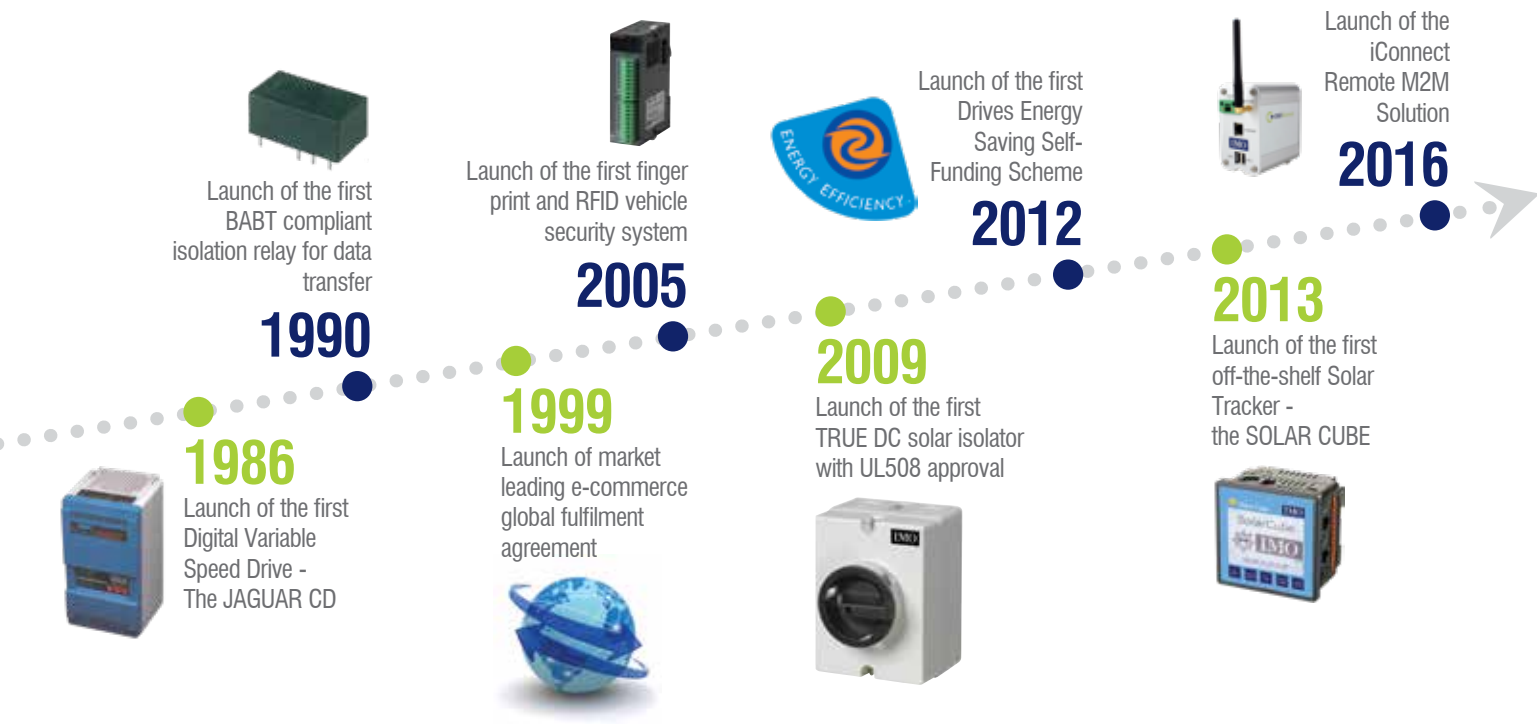 Launch of the first
BABT compliant
isolation relay for data
transfer
1990
Launch of the first finger
print and RFID vehicle
security system
2005
ENERGY EFFICIENCY
Launch of the first
Drives Energy
Saving Self-
Funding Scheme
2012
IMO
Launch of the
iConnect
Remote M2M
Solution
2016
1986
Launch of the first
Digital Variable
Speed Drive -
The JAGUAR CD
1999
Launch of market
leading e-commerce
global fulfilment
agreement
2009
Launch of the first
TRUE DC solar isolator
with UL508 approval
IMO
2013
Launch of the first
off-the-shelf Solar
Tracker -
the SOLAR CUBE
IMO
SolarCube
IMO